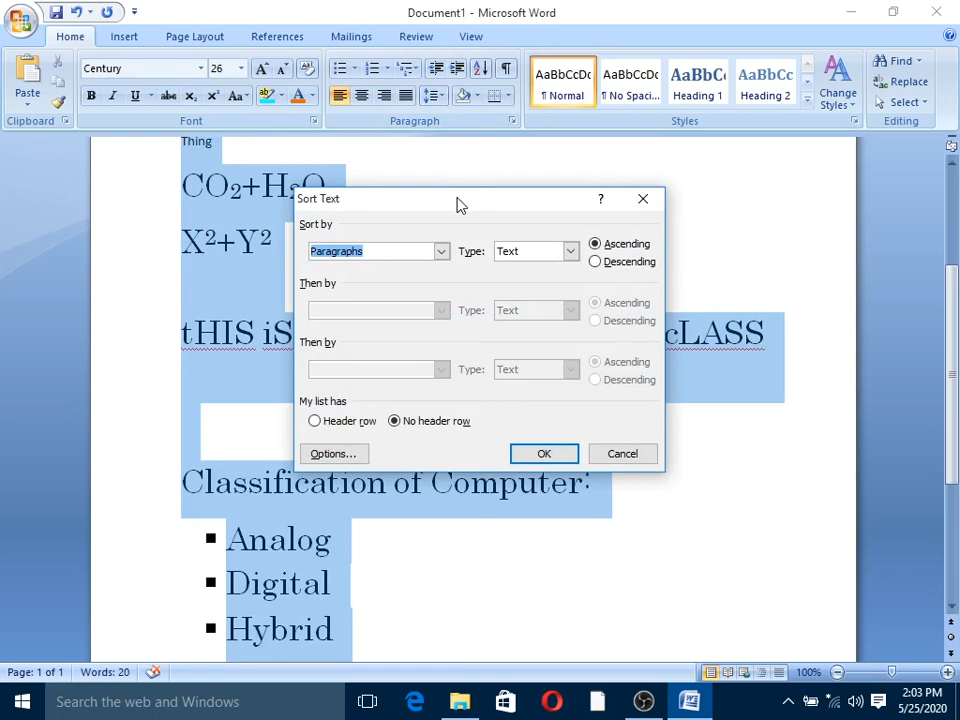 Document1 - Microsoft Word
Home Insert Page Layout References Mailings Review View
Paste
Clipboard
Century 26
Font
Paragraph
AaBbCcDc AaBbCcDc AaBbCc AaBbCc
¶ Normal ¶ No Spaci... Heading 1 Heading 2
Change Styles
Styles
Find
Replace
Select
Editing
Thing
CO₂+H₂O
X²+Y²
tHIS iS cLASS
Classification of Computer:
▪ Analog
▪ Digital
▪ Hybrid
Sort Text
Sort by
Paragraphs Type: Text Ascending
Descending
Then by
Type: Text Ascending
Descending
Then by
Type: Text Ascending
Descending
My list has
Header row No header row
Options... OK Cancel
Page: 1 of 1 Words: 20 100%
Search the web and Windows
2:03 PM
5/25/2020